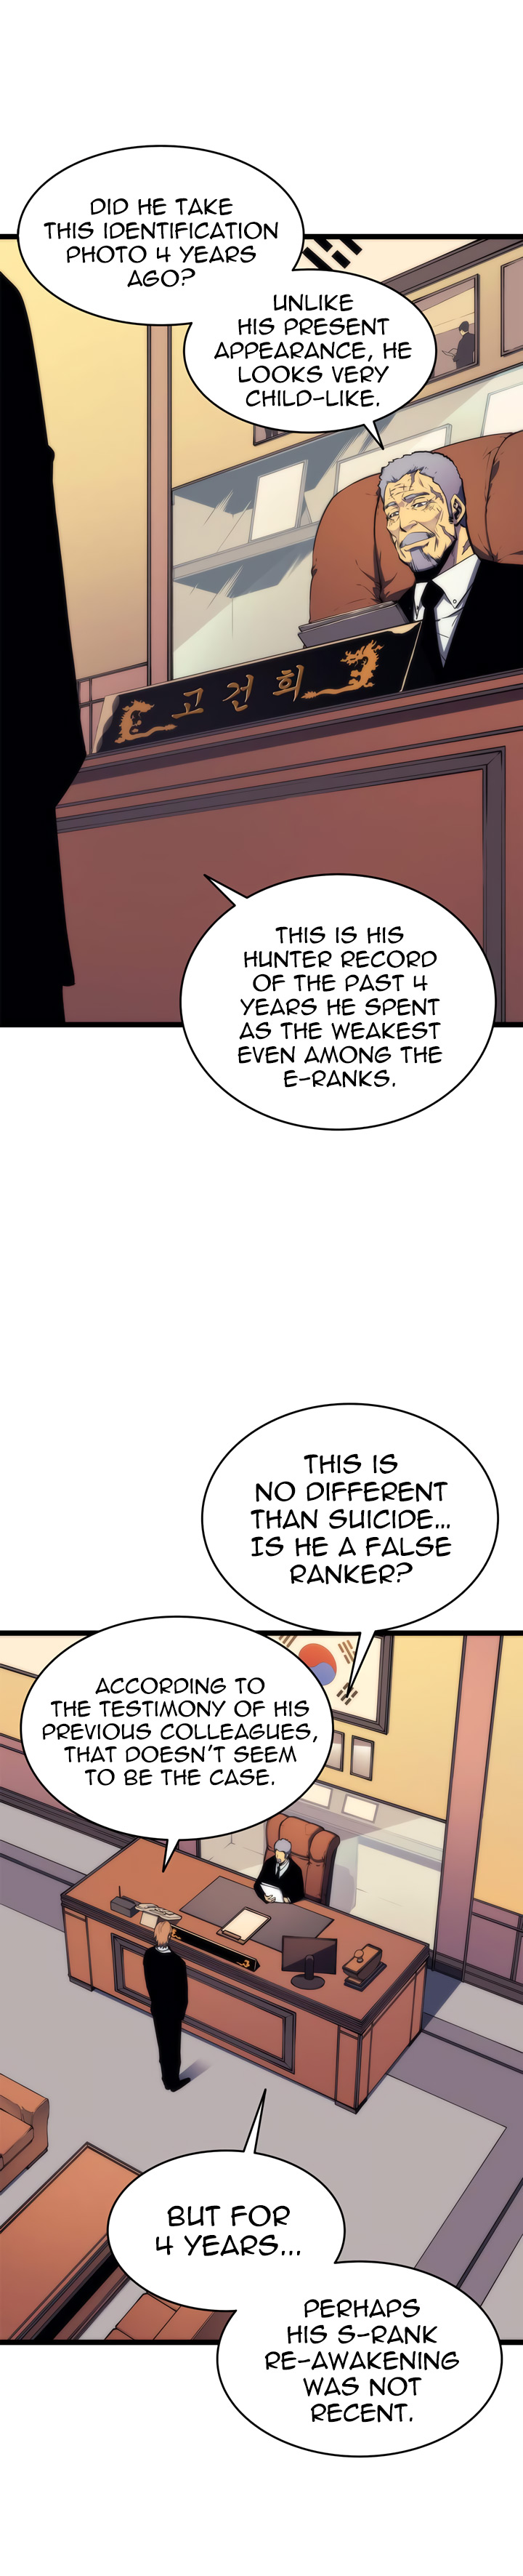 DID HE TAKE
THIS IDENTIFICATION
PHOTO 4 YEARS
AGO?
UNLIKE
HIS PRESENT
APPEARANCE, HE
LOOKS VERY
CHILD-LIKE.
고건희
THIS IS HIS
HUNTER RECORD
OF THE PAST 4
YEARS HE SPENT
AS THE WEAKEST
EVEN AMONG THE
E-RANKS.
THIS IS
NO DIFFERENT
THAN SUICIDE...
IS HE A FALSE
RANKER?
ACCORDING TO
THE TESTIMONY OF HIS
PREVIOUS COLLEAGUES,
THAT DOESN'T SEEM
TO BE THE CASE.
BUT FOR
4 YEARS...
PERHAPS
HIS S-RANK
RE-AWAKENING
WAS NOT
RECENT.